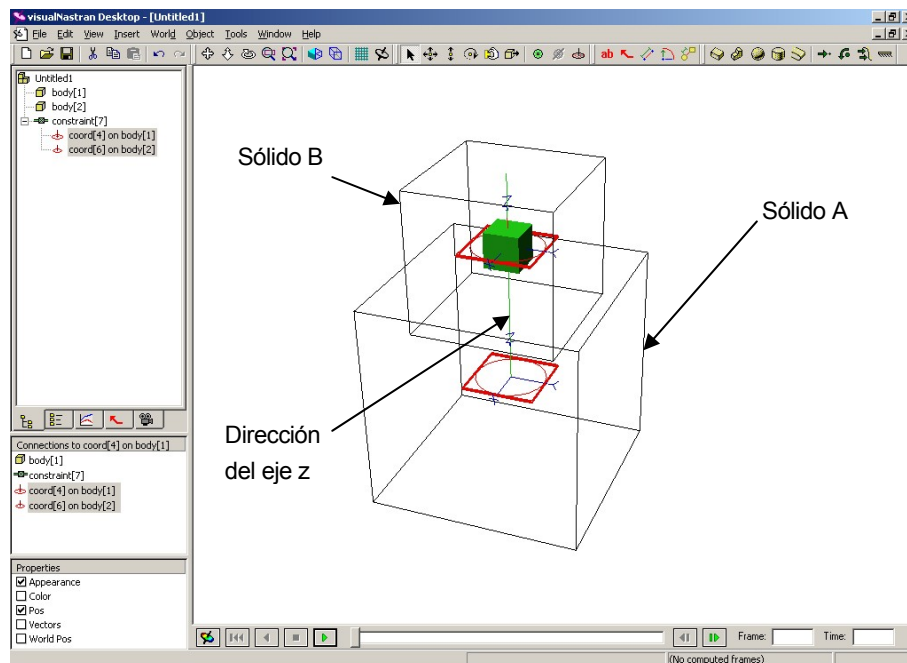 visualNastran Desktop - [Untitled1]
File Edit View Insert World Object Tools Window Help
ab
Untitled1
body[1]
body[2]
constraint[7]
coord[4] on body[1]
coord[6] on body[2]
Connections to coord[4] on body[1]
body[1]
constraint[7]
coord[4] on body[1]
coord[6] on body[2]
Properties
Appearance
Color
Pos
Vectors
World Pos
Sólido B
Sólido A
Z
Y
Z
Y
Dirección
del eje z
Frame: Time:
(No computed frames)